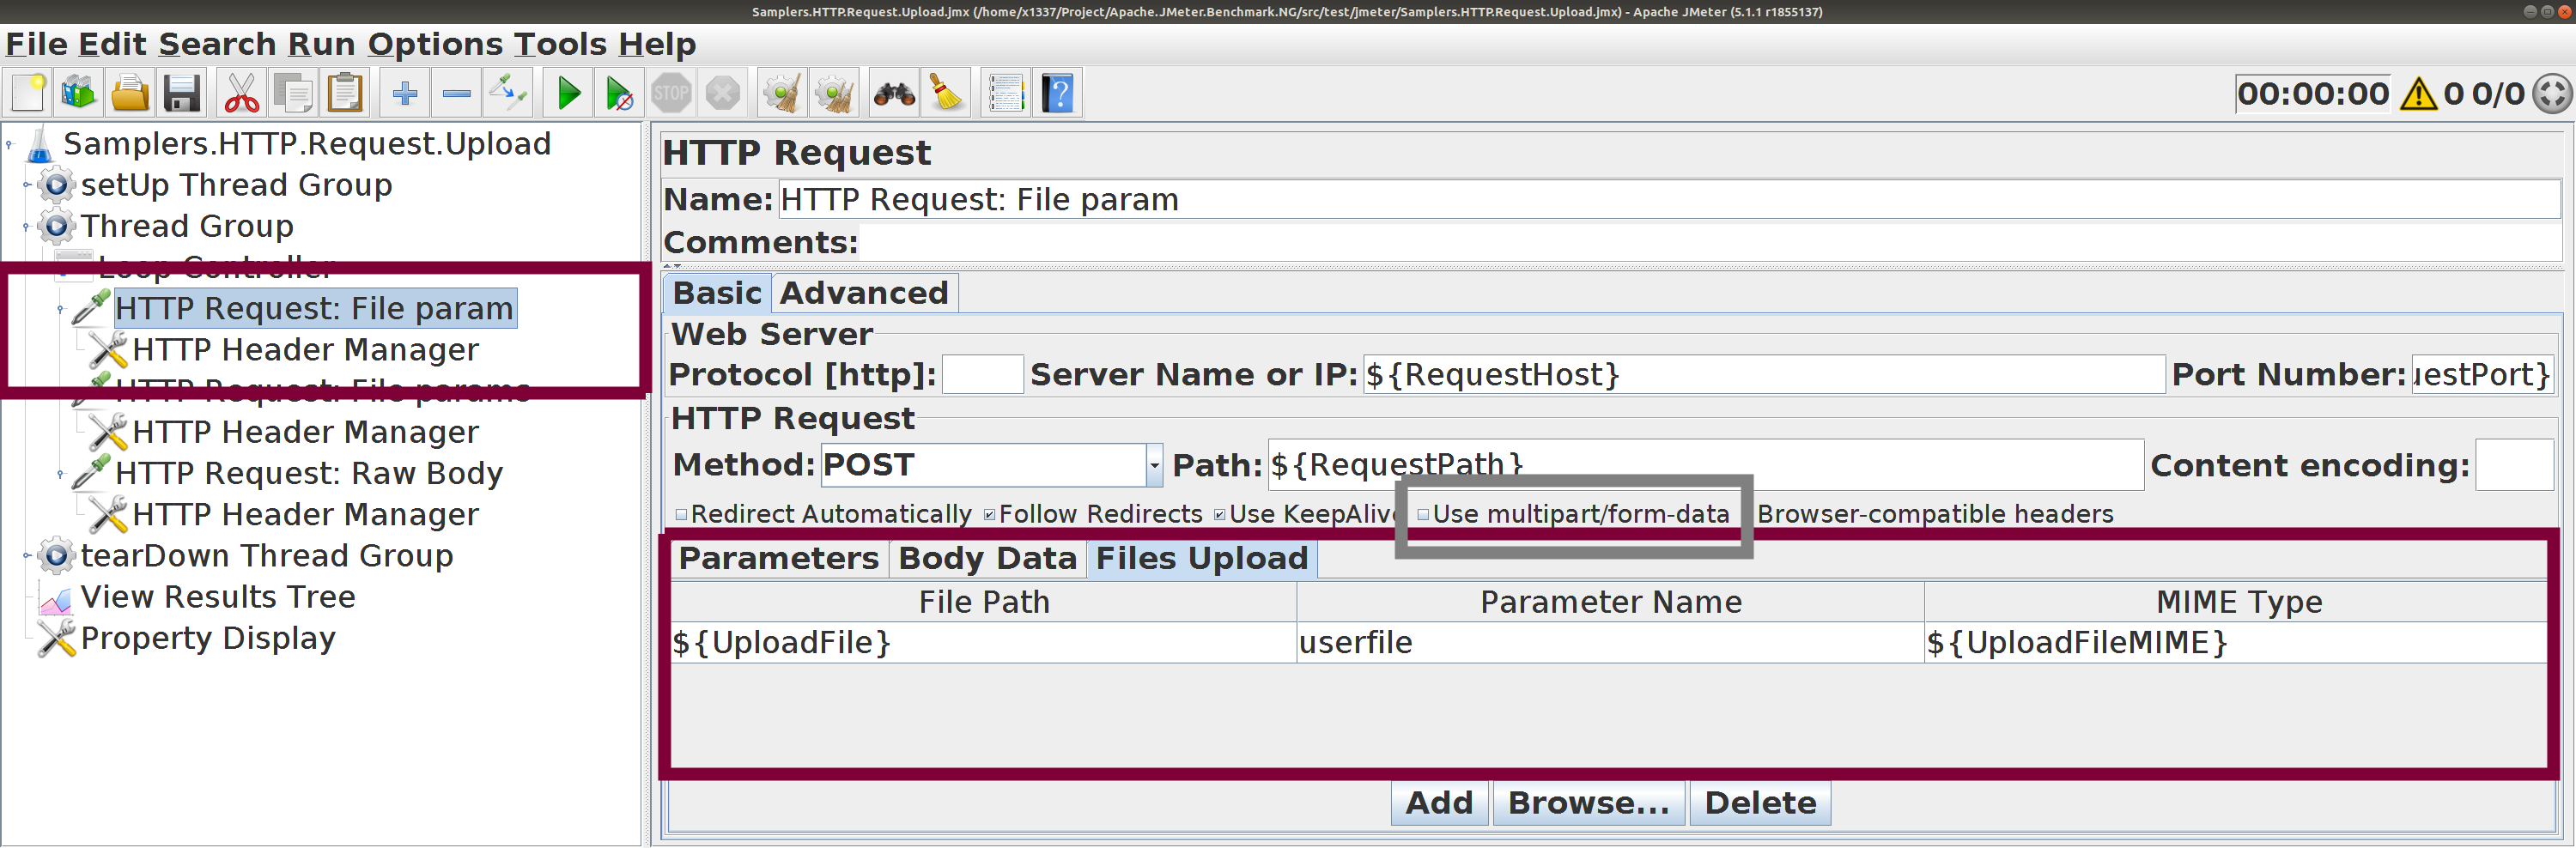 Samplers.HTTP.Request.Upload.jmx (/home/x1337/Project/Apache.JMeter.Benchmark.NG/src/test/jmeter/Samplers.HTTP.Request.Upload.jmx) - Apache JMeter (5.1.1 r1855137)
File Edit Search Run Options Tools Help
STOP
00:00:00 0 0/0
Samplers.HTTP.Request.Upload
setUp Thread Group
Thread Group
Loop Controller
HTTP Request: File param
HTTP Header Manager
HTTP Request: File params
HTTP Header Manager
HTTP Request: Raw Body
HTTP Header Manager
tearDown Thread Group
View Results Tree
Property Display
HTTP Request
Name: HTTP Request: File param
Comments:
Basic Advanced
Web Server
Protocol [http]: Server Name or IP: ${RequestHost} Port Number: uestPort}
HTTP Request
Method: POST Path: ${RequestPath} Content encoding:
Redirect Automatically Follow Redirects Use KeepAlive Use multipart/form-data Browser-compatible headers
Parameters Body Data Files Upload
File Path Parameter Name MIME Type
${UploadFile} userfile ${UploadFileMIME}
Add Browse... Delete